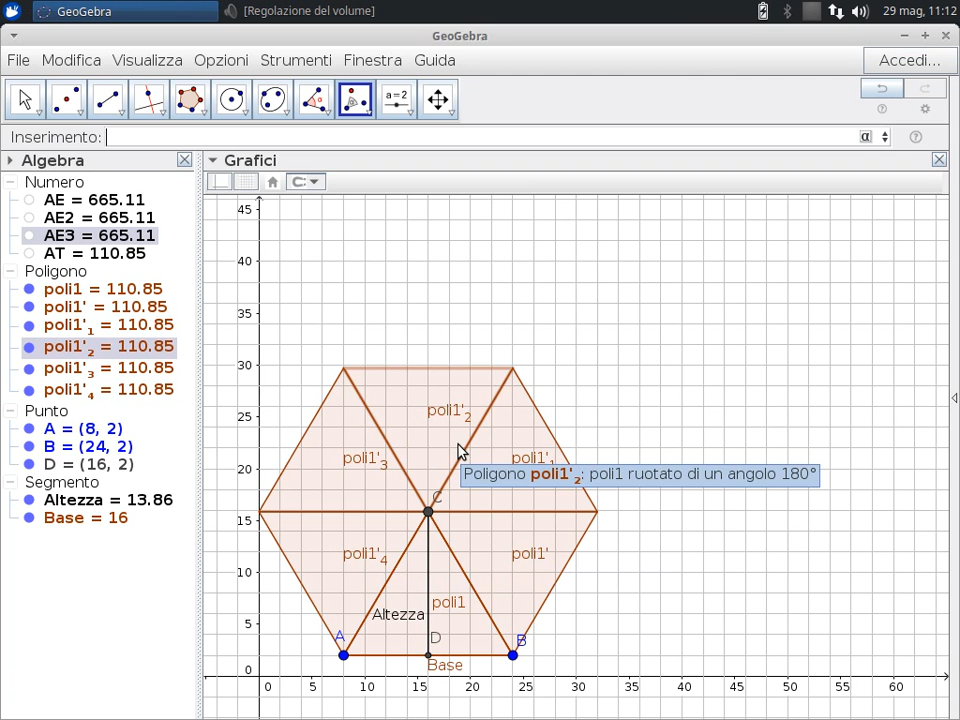 GeoGebra [Regolazione del volume] 29 mag, 11:12
GeoGebra
File Modifica Visualizza Opzioni Strumenti Finestra Guida Accedi...
a=2
Inserimento: α
Algebra Grafici
Numero
AE = 665.11
AE2 = 665.11
AE3 = 665.11
AT = 110.85
Poligono
poli1 = 110.85
poli1' = 110.85
poli1'₁ = 110.85
poli1'₂ = 110.85
poli1'₃ = 110.85
poli1'₄ = 110.85
Punto
A = (8, 2)
B = (24, 2)
D = (16, 2)
Segmento
Altezza = 13.86
Base = 16
45
40
35
30
25
20
15
10
5
0
poli1'₂
poli1'₃ poli1'₁
Poligono poli1'₂: poli1 ruotato di un angolo 180°
C
poli1'₄ poli1'
poli1
Altezza
A D B
Base
0 5 10 15 20 25 30 35 40 45 50 55 60